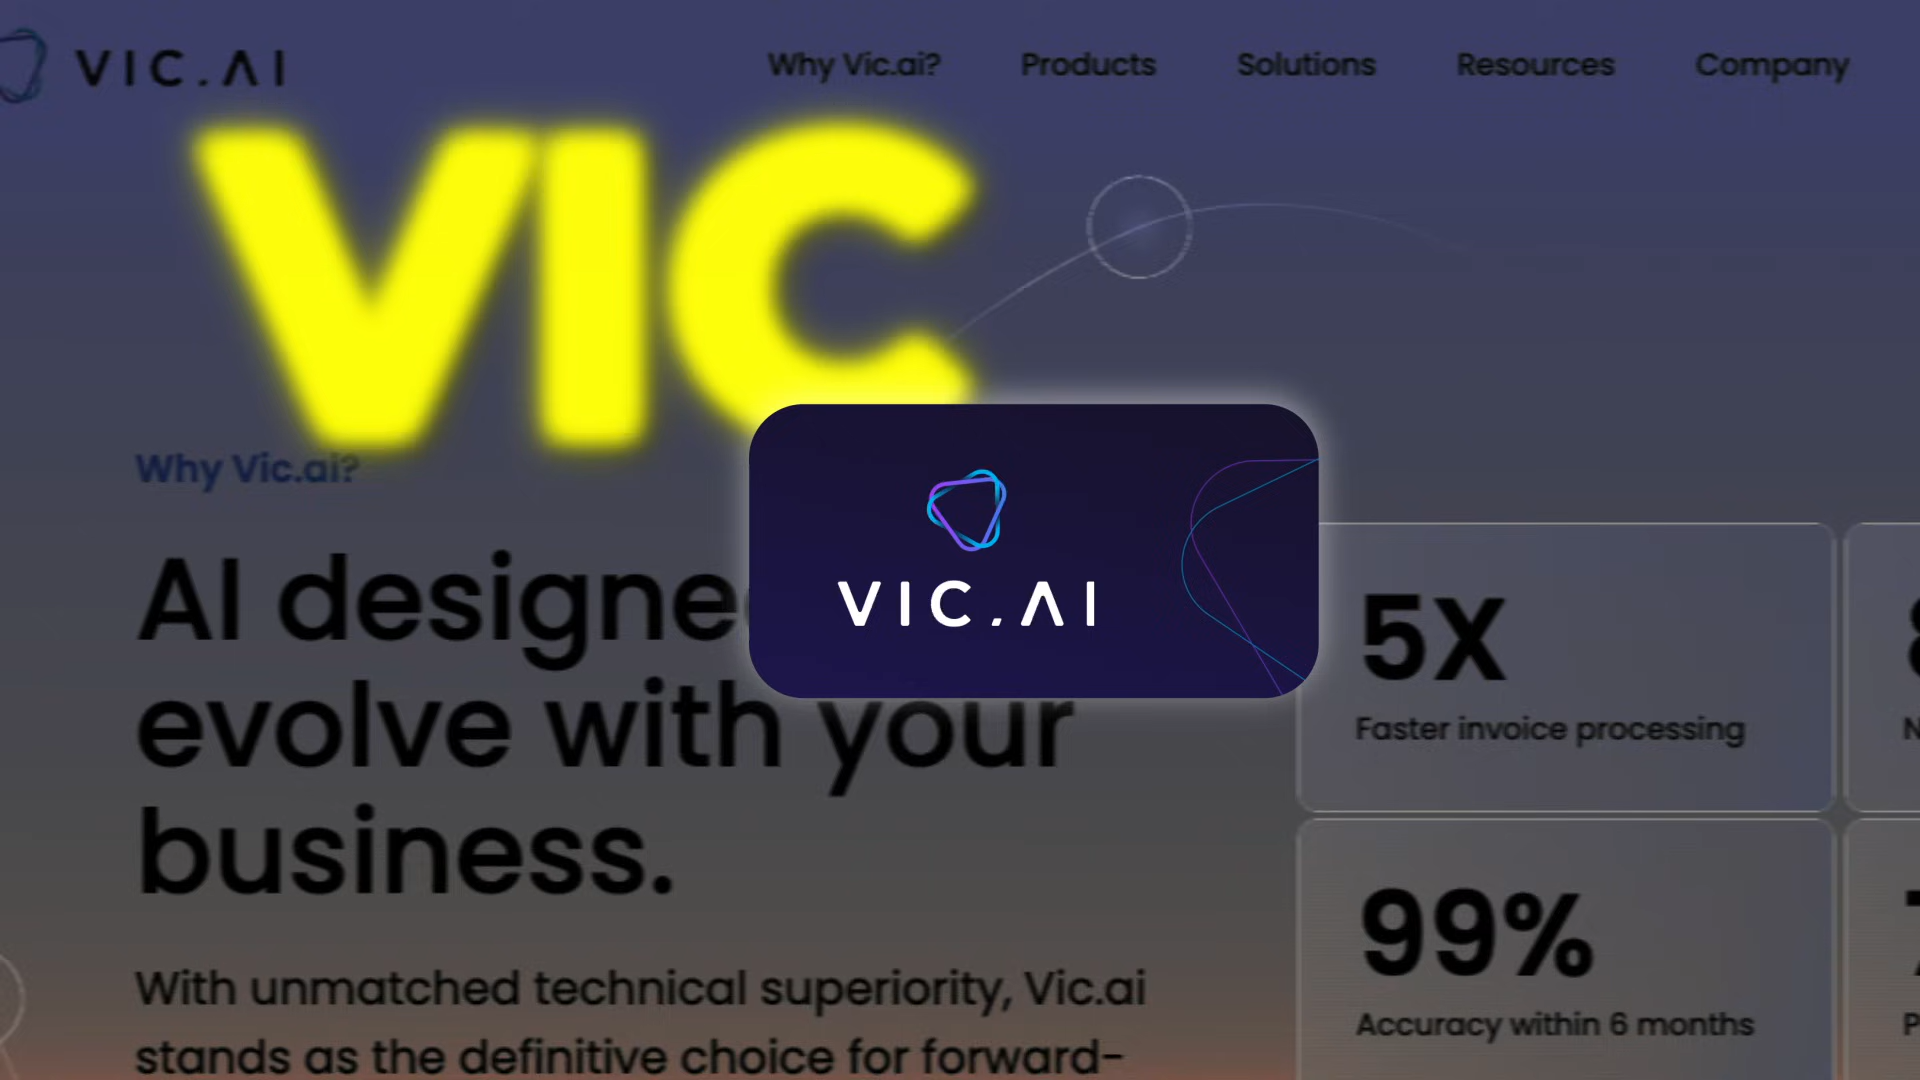 VIC.AI
Why Vic.ai?
Products
Solutions
Resources
Company
VIC
Why Vic.ai?
VIC.AI
AI designe
evolve with your
business.
With unmatched technical superiority, Vic.ai
stands as the definitive choice for forward-
5X
Faster invoice processing
99%
Accuracy within 6 months